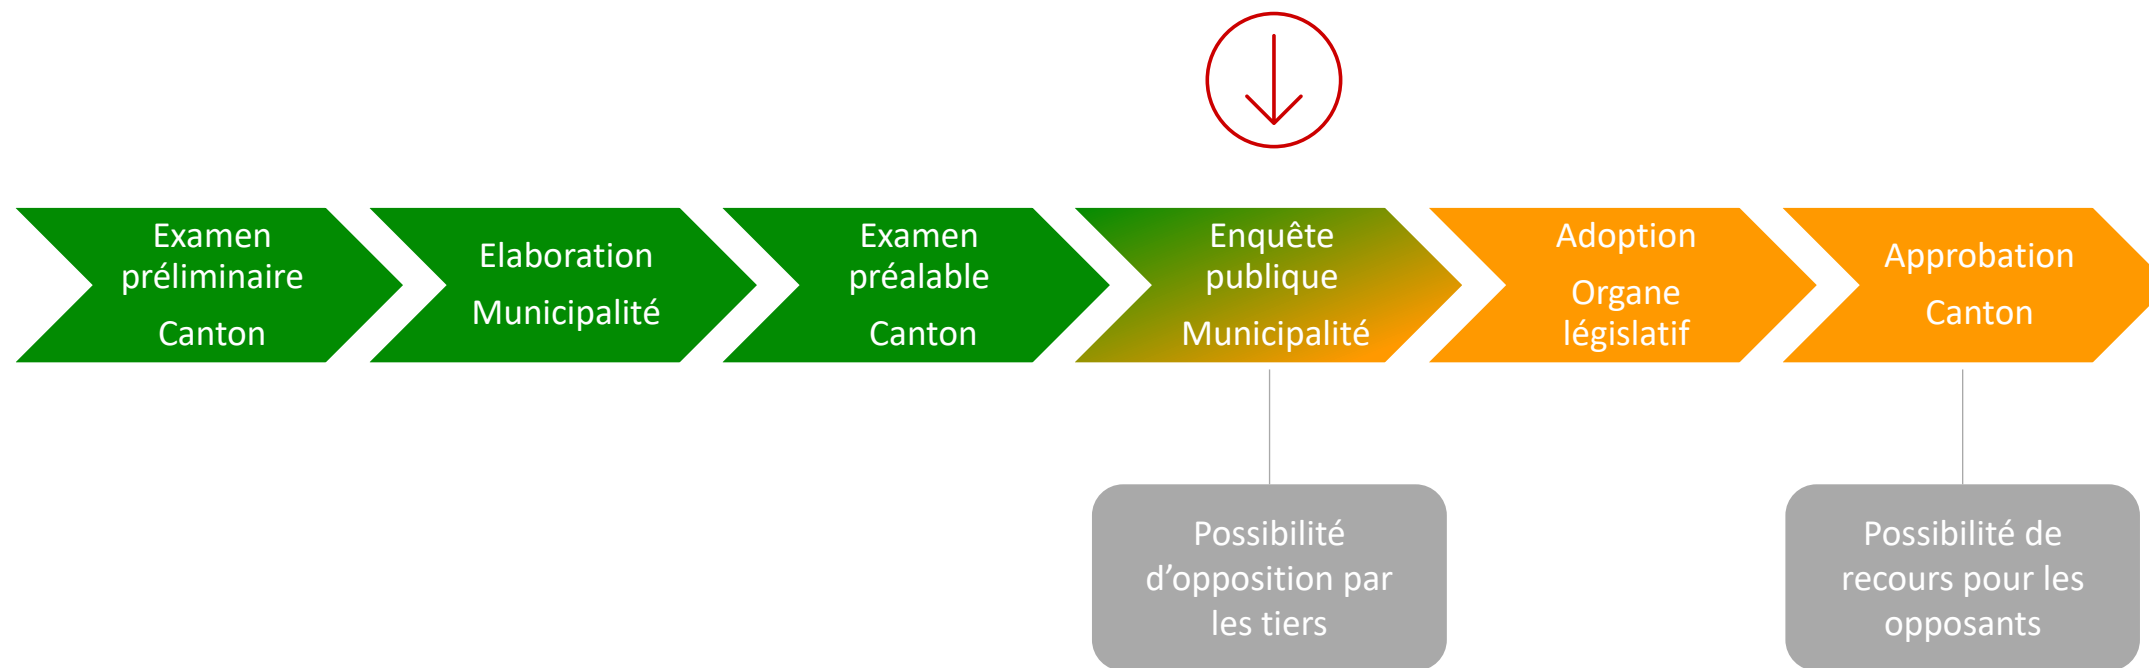 Examen
préliminaire
Canton
Elaboration
Municipalité
Examen
préalable
Canton
Enquête
publique
Municipalité
Adoption
Organe
législatif
Approbation
Canton
Possibilité
d’opposition par
les tiers
Possibilité de
recours pour les
opposants